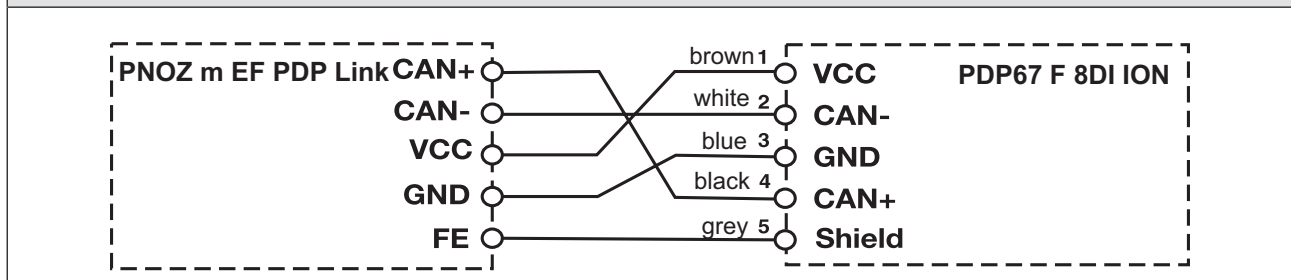 PNOZ m EF PDP Link CAN+ brown 1 VCC PDP67 F 8DI ION
CAN- white 2 CAN-
VCC blue 3 GND
GND black 4 CAN+
FE grey 5 Shield